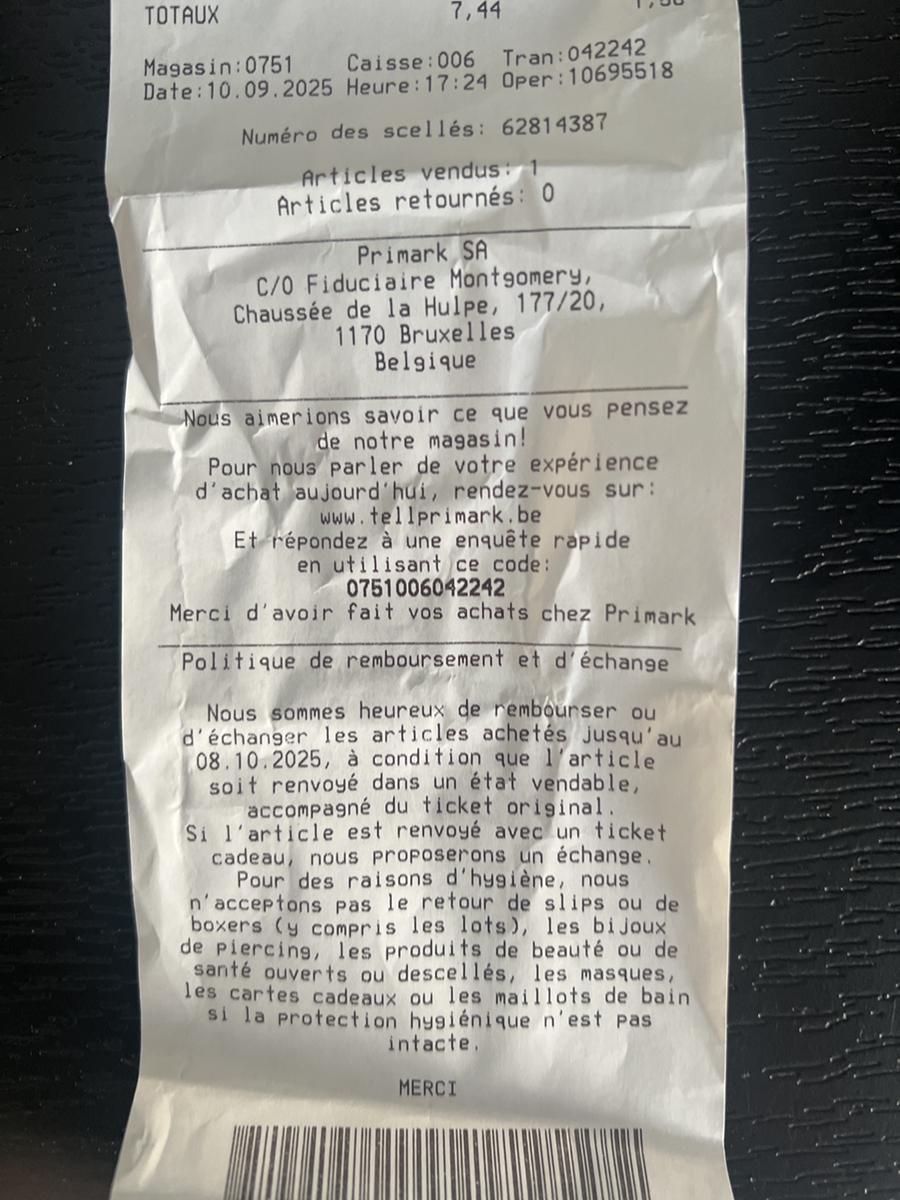 TOTAUX 7,44
Magasin:0751 Caisse:006 Tran:042242
Date:10.09.2025 Heure:17:24 Oper:10695518
Numéro des scellés: 62814387
Articles vendus: 1
Articles retournés: 0
Primark SA
C/O Fiduciaire Montgomery,
Chaussée de la Hulpe, 177/20,
1170 Bruxelles
Belgique
Nous aimerions savoir ce que vous pensez
de notre magasin!
Pour nous parler de votre expérience
d'achat aujourd'hui, rendez-vous sur:
www.tellprimark.be
Et répondez à une enquête rapide
en utilisant ce code:
0751006042242
Merci d'avoir fait vos achats chez Primark
Politique de remboursement et d'échange
Nous sommes heureux de rembourser ou
d'échanger les articles achetés jusqu'au
08.10.2025, à condition que l'article
soit renvoyé dans un état vendable,
accompagné du ticket original.
Si l'article est renvoyé avec un ticket
cadeau, nous proposerons un échange.
Pour des raisons d'hygiène, nous
n'acceptons pas le retour de slips ou de
boxers (y compris les lots), les bijoux
de piercing, les produits de beauté ou de
santé ouverts ou descellés, les masques,
les cartes cadeaux ou les maillots de bain
si la protection hygiénique n'est pas
intacte.
MERCI